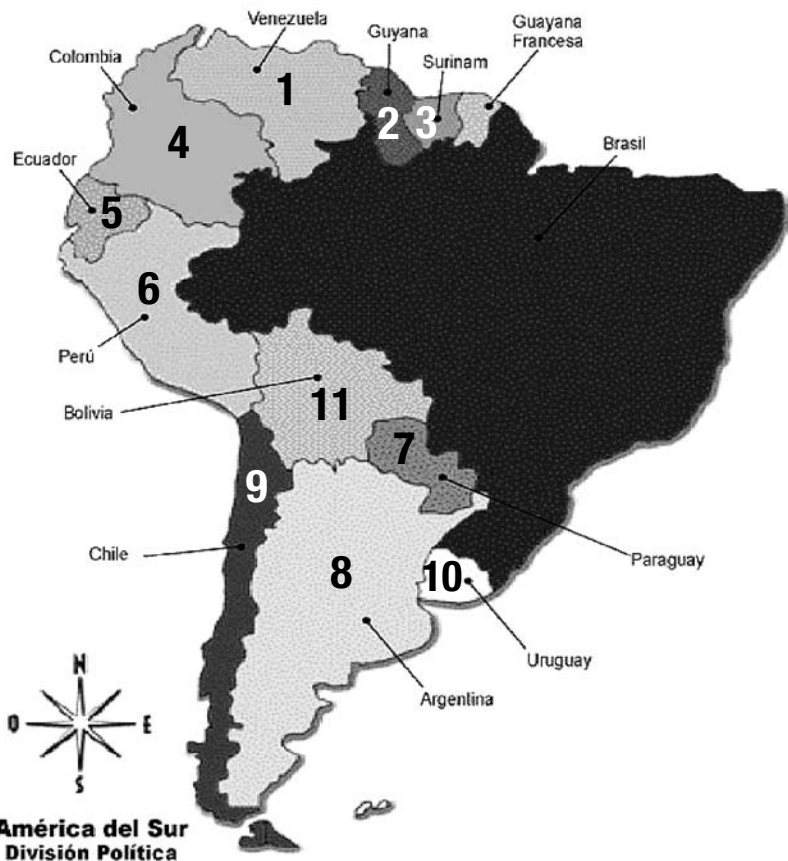 Venezuela
Guyana
Guayana
Francesa
Colombia
Surinam
1
2
3
4
Brasil
Ecuador
5
6
Perú
Bolivia
11
7
9
Chile
8
10
Paraguay
Uruguay
Argentina
N
O
E
S
América del Sur
División Política